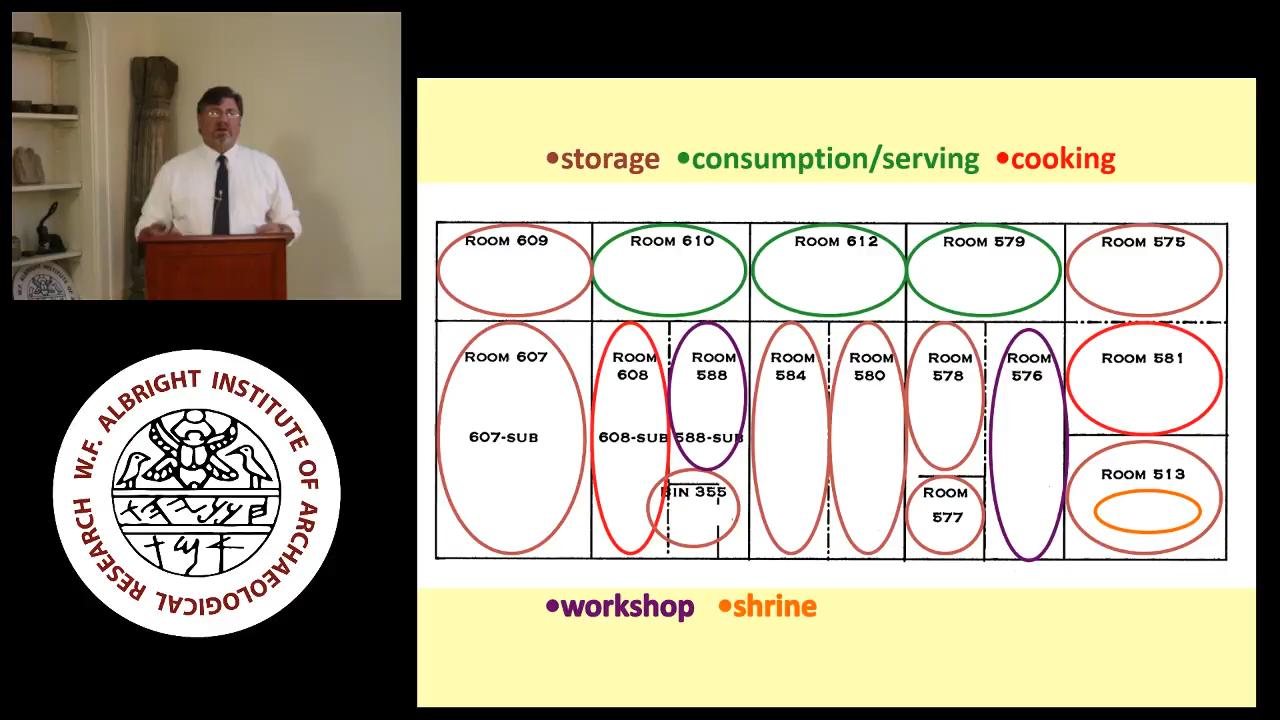 •storage •consumption/serving •cooking
ROOM 609
ROOM 610
ROOM 612
ROOM 579
ROOM 575
ROOM 607
ROOM
608
ROOM
588
ROOM
584
ROOM
580
ROOM
578
ROOM
576
ROOM 581
607-SUB
608-SUB
588-SUB
BIN 355
ROOM
577
ROOM 513
•workshop •shrine
W.F. ALBRIGHT INSTITUTE OF ARCHAEOLOGICAL RESEARCH